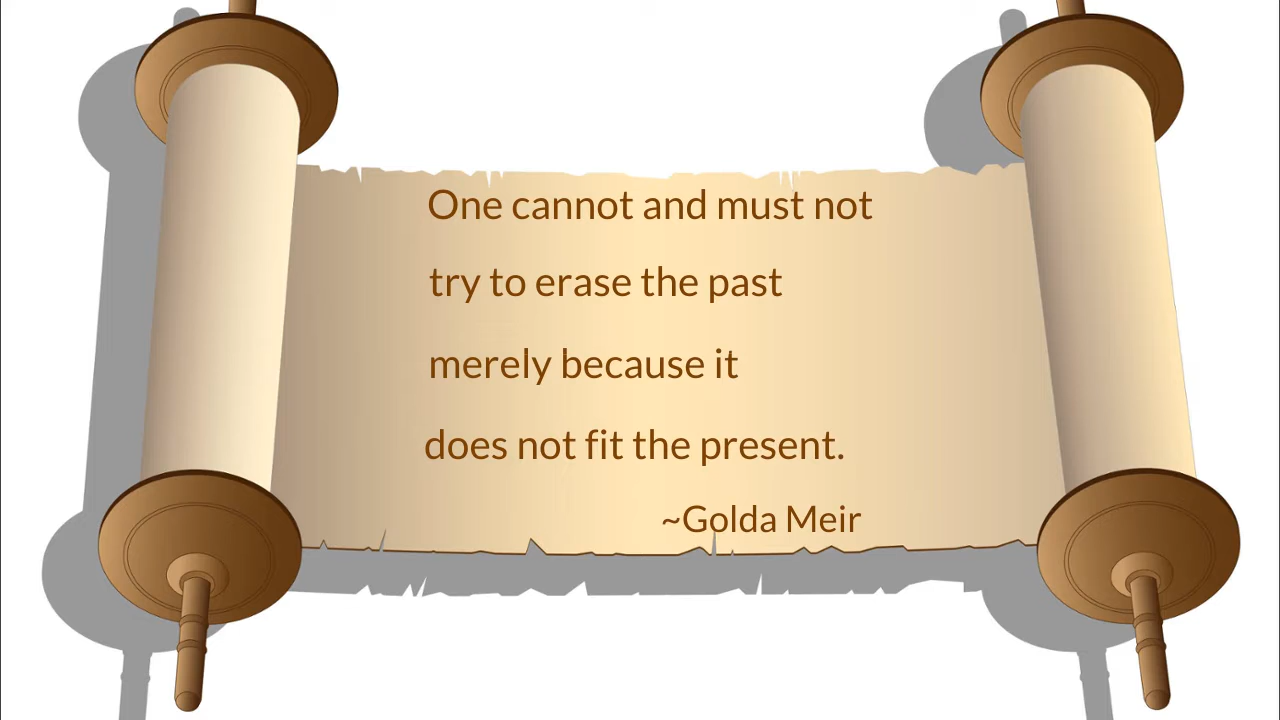 One cannot and must not
try to erase the past
merely because it
does not fit the present.
~Golda Meir